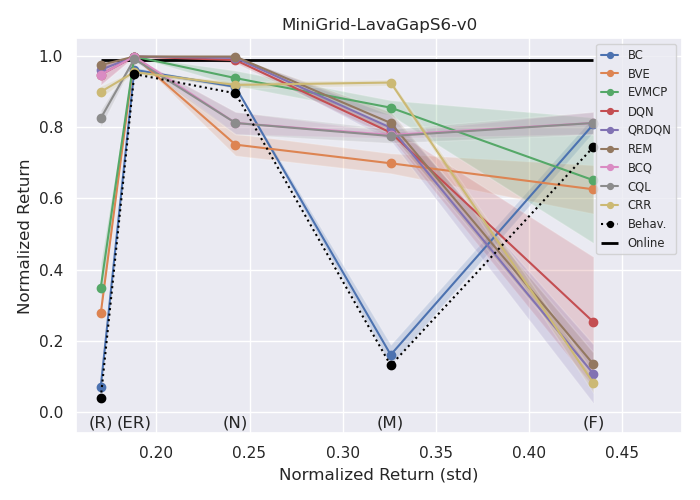 MiniGrid-LavaGapS6-v0
Normalized Return
1.0
0.8
0.6
0.4
0.2
0.0
BC
BVE
EVMCP
DQN
QRDQN
REM
BCQ
CQL
CRR
Behav.
Online
(R) (ER) (N) (M) (F)
0.20 0.25 0.30 0.35 0.40 0.45
Normalized Return (std)